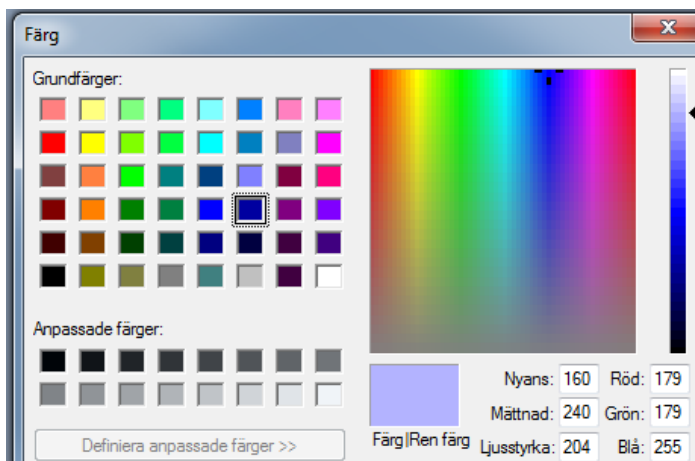 Färg
x
Grundfärger:
Anpassade färger:
Definiera anpassade färger >>
Färg|Ren färg
Nyans: 160 Röd: 179
Mättnad: 240 Grön: 179
Ljusstyrka: 204 Blå: 255